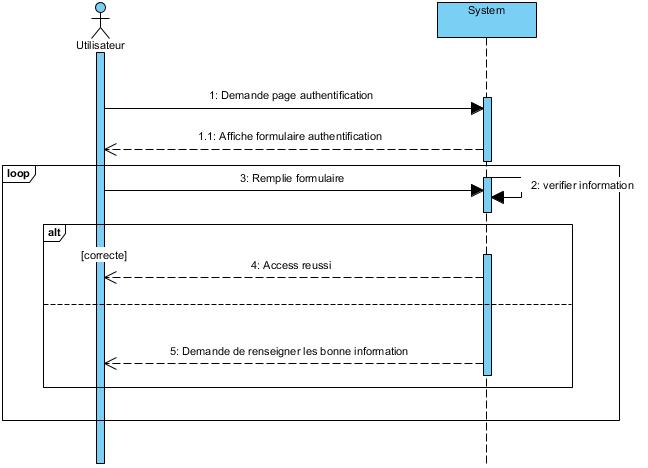 System
Utilisateur
1: Demande page authentification
1.1: Affiche formulaire authentification
loop
3: Remplie formulaire
2: verifier information
alt
[correcte]
4: Access reussi
5: Demande de renseigner les bonne information